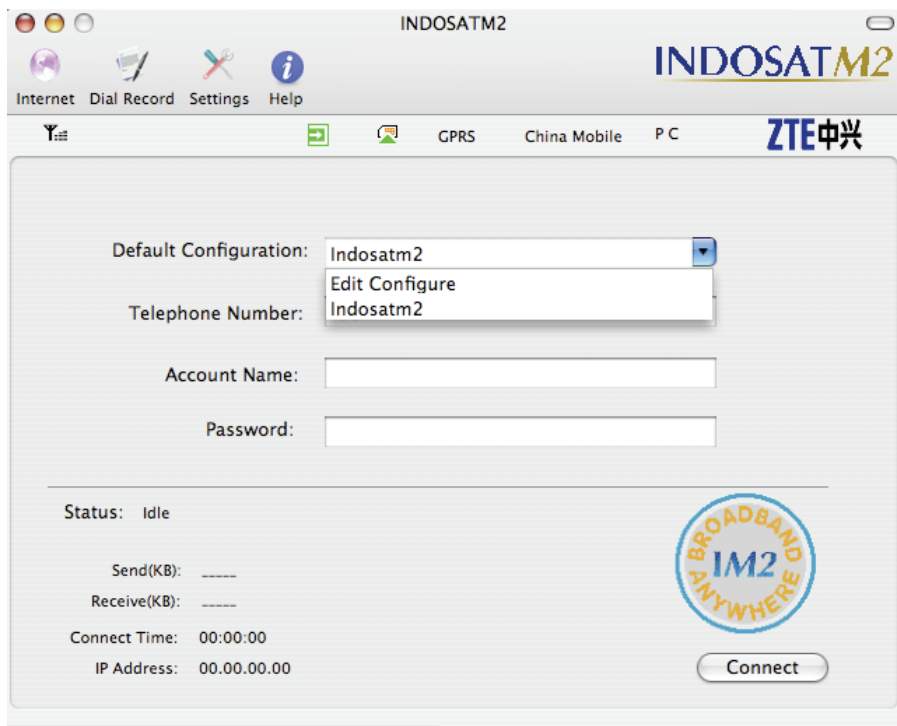 INDOSATM2
INDOSATM2
Internet Dial Record Settings Help
GPRS China Mobile P C ZTE中兴
Default Configuration: Indosatm2
Edit Configure
Telephone Number: Indosatm2
Account Name:
Password:
Status: Idle
BROADBAND
IM2
ANYWHERE
Send(KB): _____
Receive(KB): _____
Connect Time: 00:00:00
IP Address: 00.00.00.00
Connect